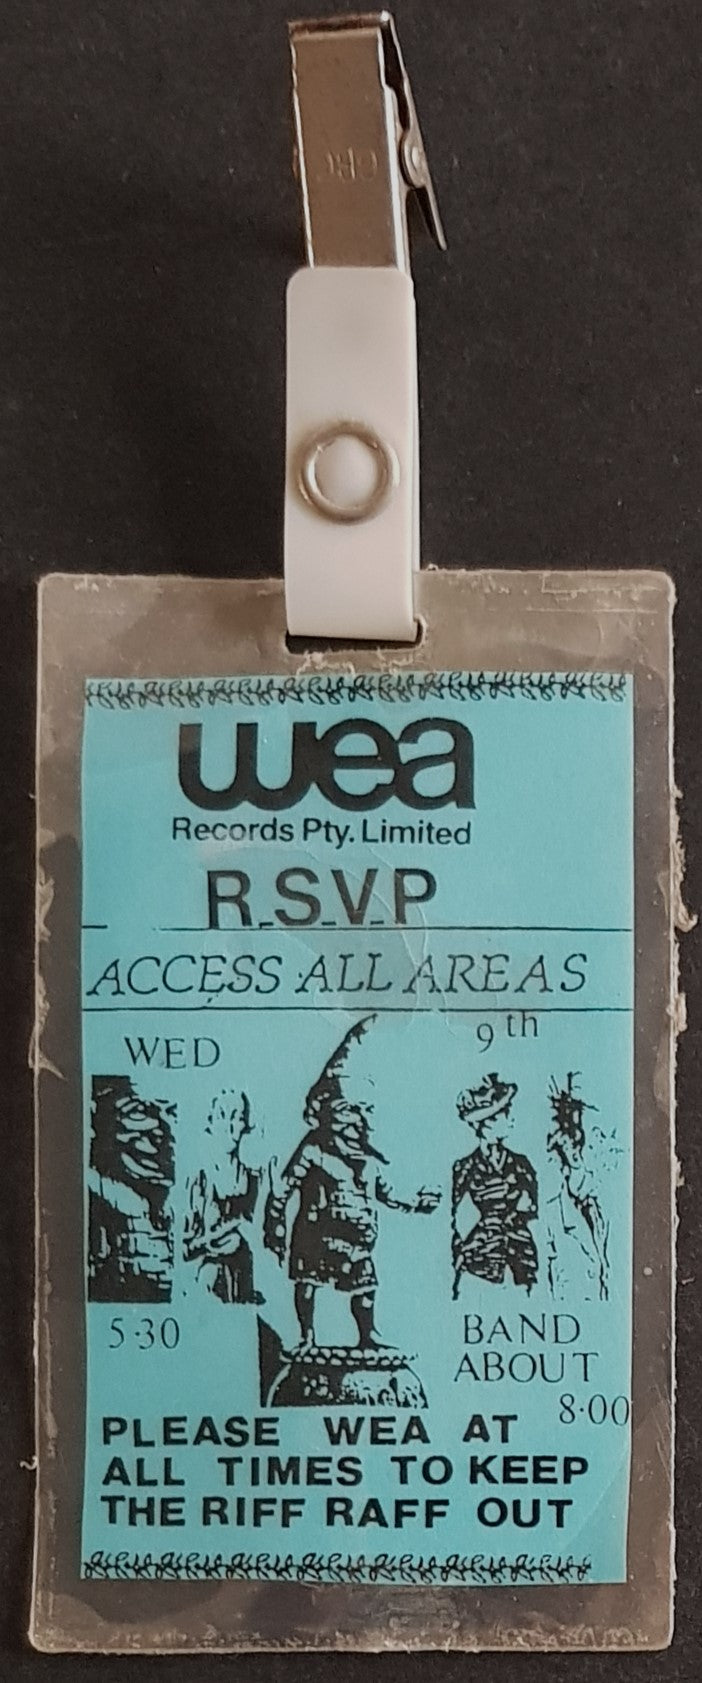 wea
Records Pty. Limited
R.S.V.P
ACCESS ALL AREAS
WED
9th
5·30
BAND
ABOUT
8·00
PLEASE WEA AT
ALL TIMES TO KEEP
THE RIFF RAFF OUT